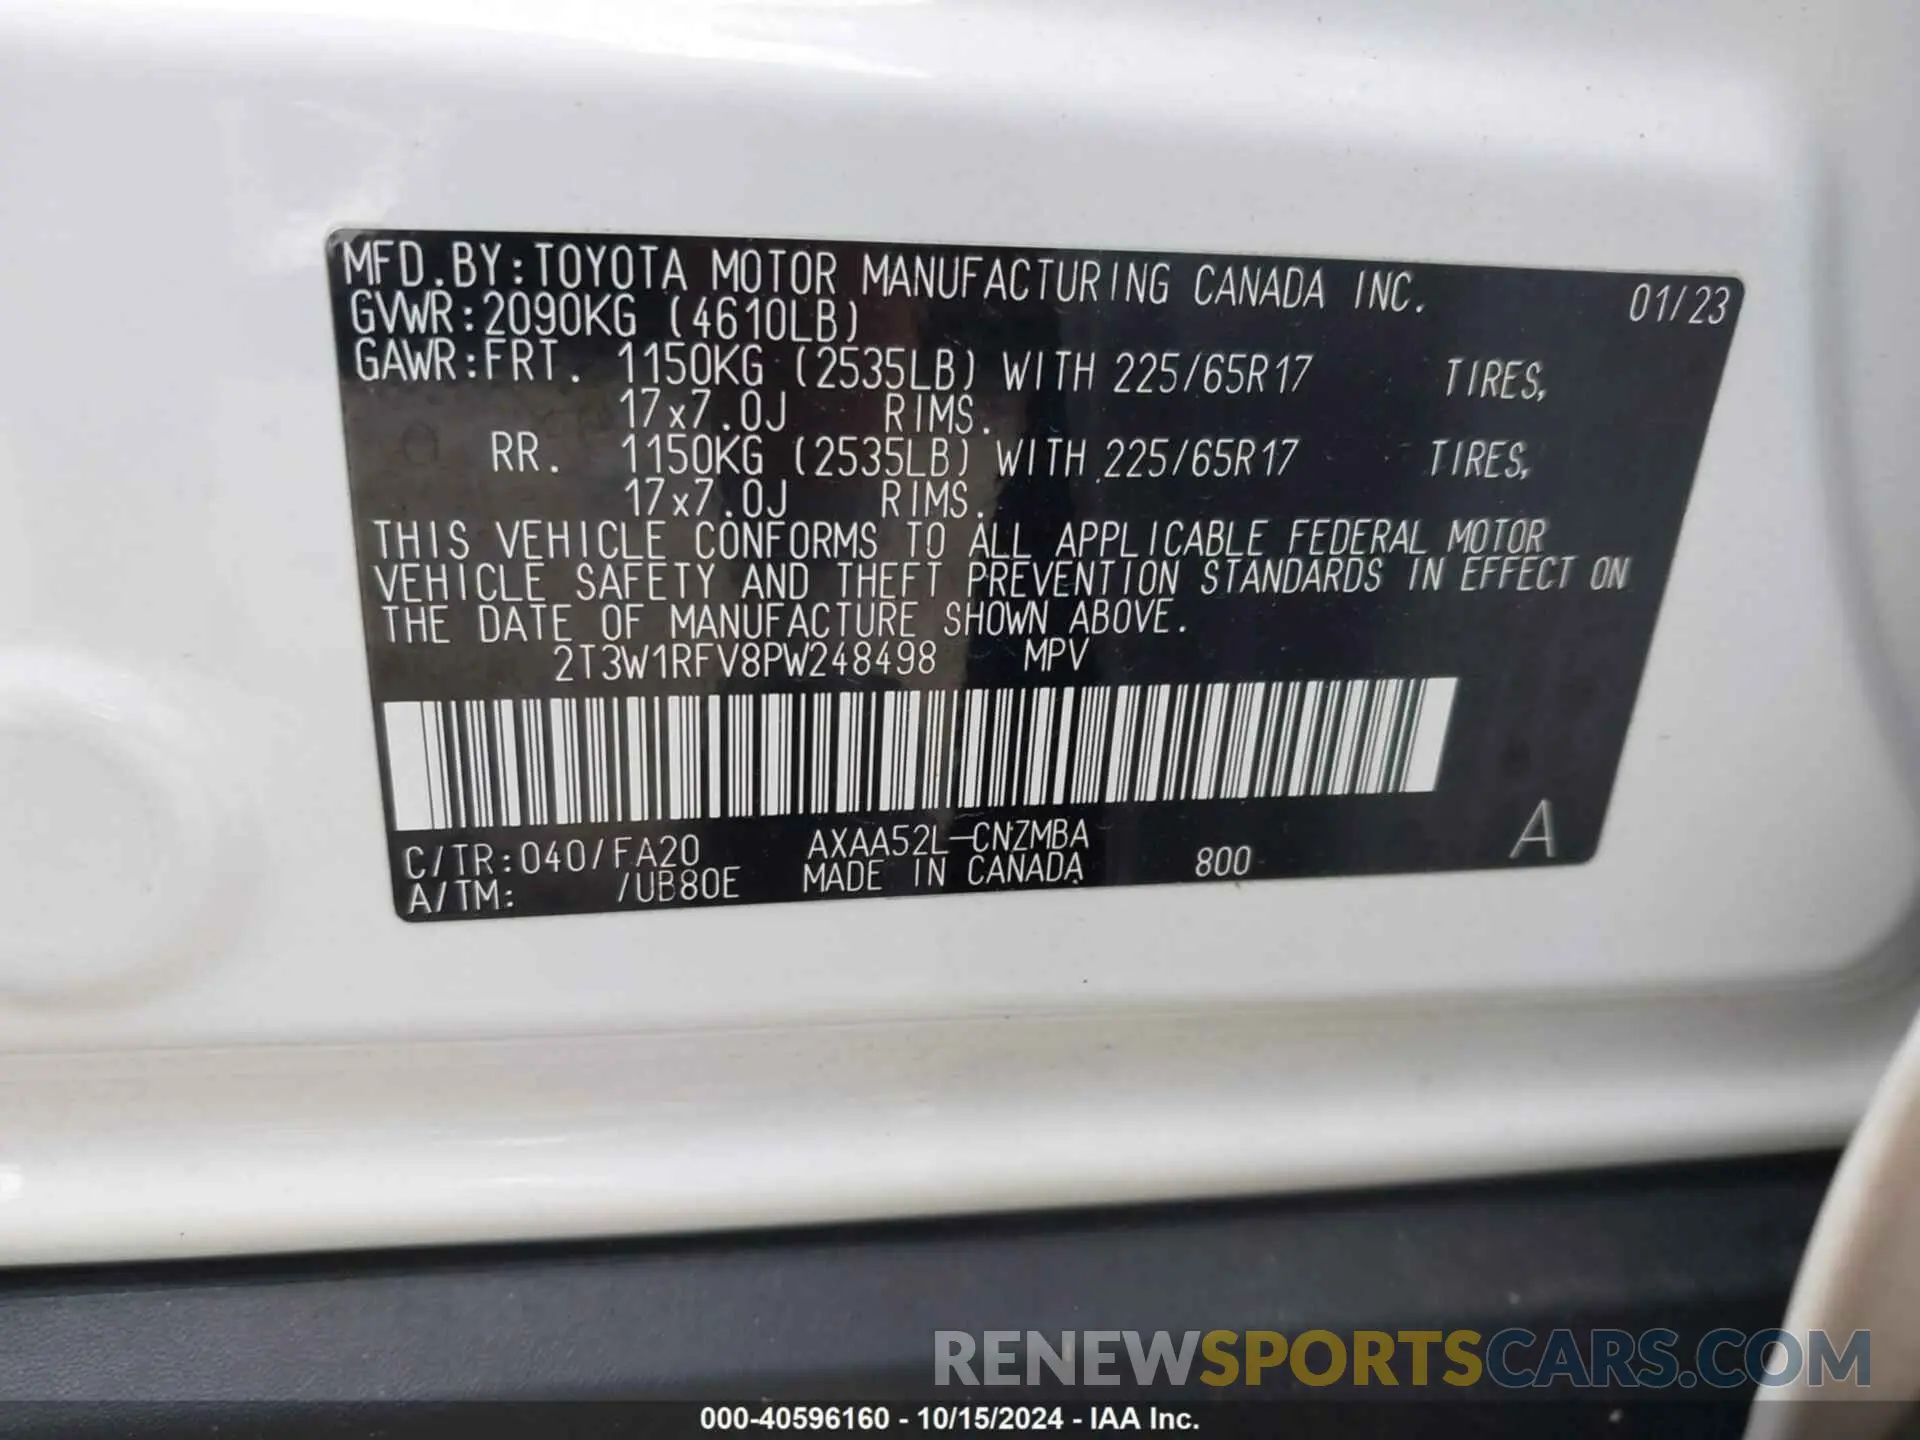 MFD.BY:TOYOTA MOTOR MANUFACTURING CANADA INC. 01/23
GVWR:2090KG (4610LB)
GAWR:FRT. 1150KG (2535LB) WITH 225/65R17 TIRES,
17x7.0J RIMS.
RR. 1150KG (2535LB) WITH 225/65R17 TIRES,
17x7.0J RIMS.
THIS VEHICLE CONFORMS TO ALL APPLICABLE FEDERAL MOTOR
VEHICLE SAFETY AND THEFT PREVENTION STANDARDS IN EFFECT ON
THE DATE OF MANUFACTURE SHOWN ABOVE.
2T3W1RFV8PW248498 MPV
C/TR:040/FA20 AXAA52L-CNZMBA
A/TM: /UB80E MADE IN CANADA 800 A
RENEWSPORTSCARS.COM
000-40596160 - 10/15/2024 - IAA Inc.